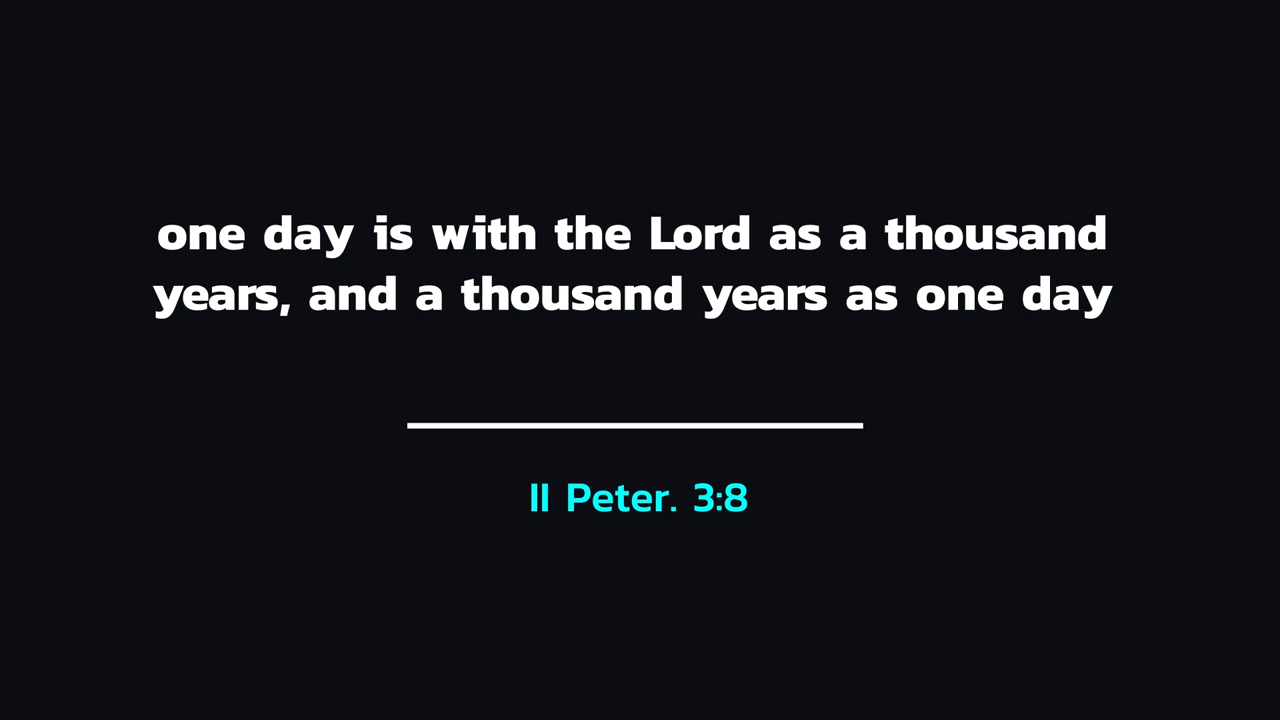 one day is with the Lord as a thousand
years, and a thousand years as one day
II Peter. 3:8